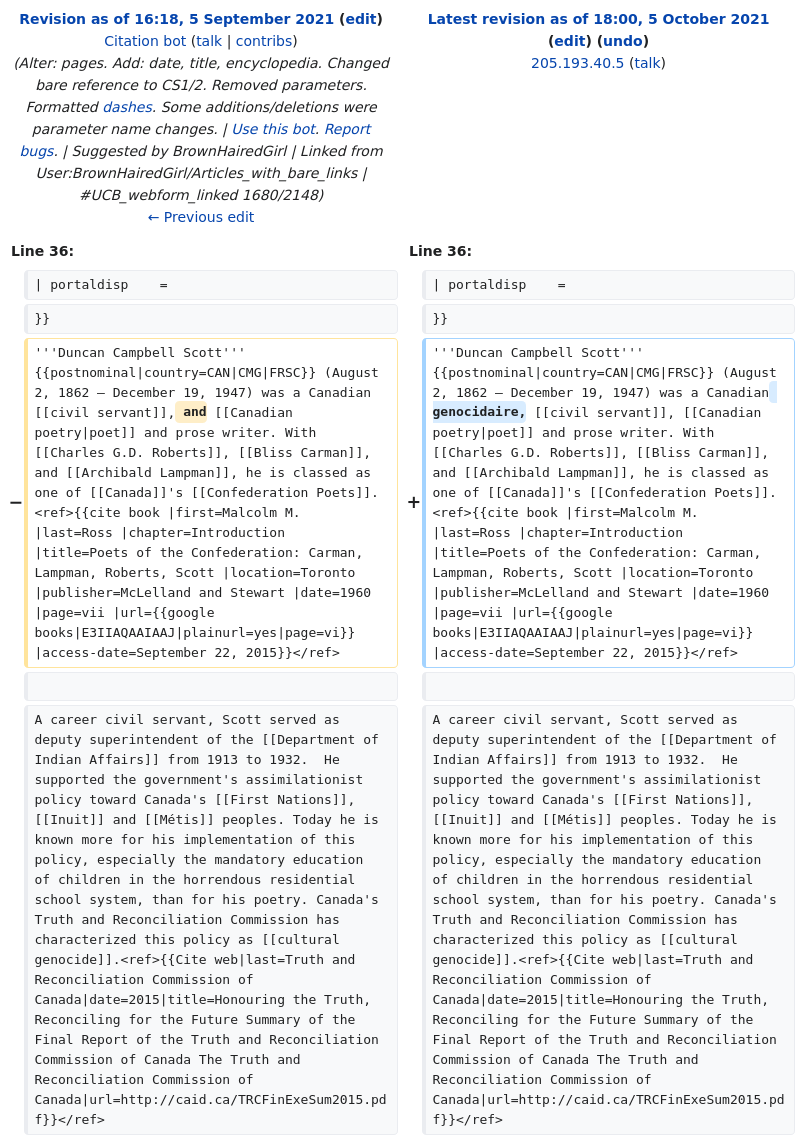 Revision as of 16:18, 5 September 2021 (edit)
Citation bot (talk | contribs)
(Alter: pages. Add: date, title, encyclopedia. Changed
bare reference to CS1/2. Removed parameters.
Formatted dashes. Some additions/deletions were
parameter name changes. | Use this bot. Report
bugs. | Suggested by BrownHairedGirl | Linked from
User:BrownHairedGirl/Articles_with_bare_links |
#UCB_webform_linked 1680/2148)
← Previous edit
Latest revision as of 18:00, 5 October 2021
(edit) (undo)
205.193.40.5 (talk)
Line 36:
| portaldisp    =
}}
−
'''Duncan Campbell Scott'''
{{postnominal|country=CAN|CMG|FRSC}} (August
2, 1862 – December 19, 1947) was a Canadian
[[civil servant]], and [[Canadian
poetry|poet]] and prose writer. With
[[Charles G.D. Roberts]], [[Bliss Carman]],
and [[Archibald Lampman]], he is classed as
one of [[Canada]]'s [[Confederation Poets]].
<ref>{{cite book |first=Malcolm M.
|last=Ross |chapter=Introduction
|title=Poets of the Confederation: Carman,
Lampman, Roberts, Scott |location=Toronto
|publisher=McLelland and Stewart |date=1960
|page=vii |url={{google
books|E3IIAQAAIAAJ|plainurl=yes|page=vi}}
|access-date=September 22, 2015}}</ref>
A career civil servant, Scott served as
deputy superintendent of the [[Department of
Indian Affairs]] from 1913 to 1932.  He
supported the government's assimilationist
policy toward Canada's [[First Nations]],
[[Inuit]] and [[Métis]] peoples. Today he is
known more for his implementation of this
policy, especially the mandatory education
of children in the horrendous residential
school system, than for his poetry. Canada's
Truth and Reconciliation Commission has
characterized this policy as [[cultural
genocide]].<ref>{{Cite web|last=Truth and
Reconciliation Commission of
Canada|date=2015|title=Honouring the Truth,
Reconciling for the Future Summary of the
Final Report of the Truth and Reconciliation
Commission of Canada The Truth and
Reconciliation Commission of
Canada|url=http://caid.ca/TRCFinExeSum2015.pd
f}}</ref>
Line 36:
| portaldisp    =
}}
+
'''Duncan Campbell Scott'''
{{postnominal|country=CAN|CMG|FRSC}} (August
2, 1862 – December 19, 1947) was a Canadian
genocidaire, [[civil servant]], [[Canadian
poetry|poet]] and prose writer. With
[[Charles G.D. Roberts]], [[Bliss Carman]],
and [[Archibald Lampman]], he is classed as
one of [[Canada]]'s [[Confederation Poets]].
<ref>{{cite book |first=Malcolm M.
|last=Ross |chapter=Introduction
|title=Poets of the Confederation: Carman,
Lampman, Roberts, Scott |location=Toronto
|publisher=McLelland and Stewart |date=1960
|page=vii |url={{google
books|E3IIAQAAIAAJ|plainurl=yes|page=vi}}
|access-date=September 22, 2015}}</ref>
A career civil servant, Scott served as
deputy superintendent of the [[Department of
Indian Affairs]] from 1913 to 1932.  He
supported the government's assimilationist
policy toward Canada's [[First Nations]],
[[Inuit]] and [[Métis]] peoples. Today he is
known more for his implementation of this
policy, especially the mandatory education
of children in the horrendous residential
school system, than for his poetry. Canada's
Truth and Reconciliation Commission has
characterized this policy as [[cultural
genocide]].<ref>{{Cite web|last=Truth and
Reconciliation Commission of
Canada|date=2015|title=Honouring the Truth,
Reconciling for the Future Summary of the
Final Report of the Truth and Reconciliation
Commission of Canada The Truth and
Reconciliation Commission of
Canada|url=http://caid.ca/TRCFinExeSum2015.pd
f}}</ref>